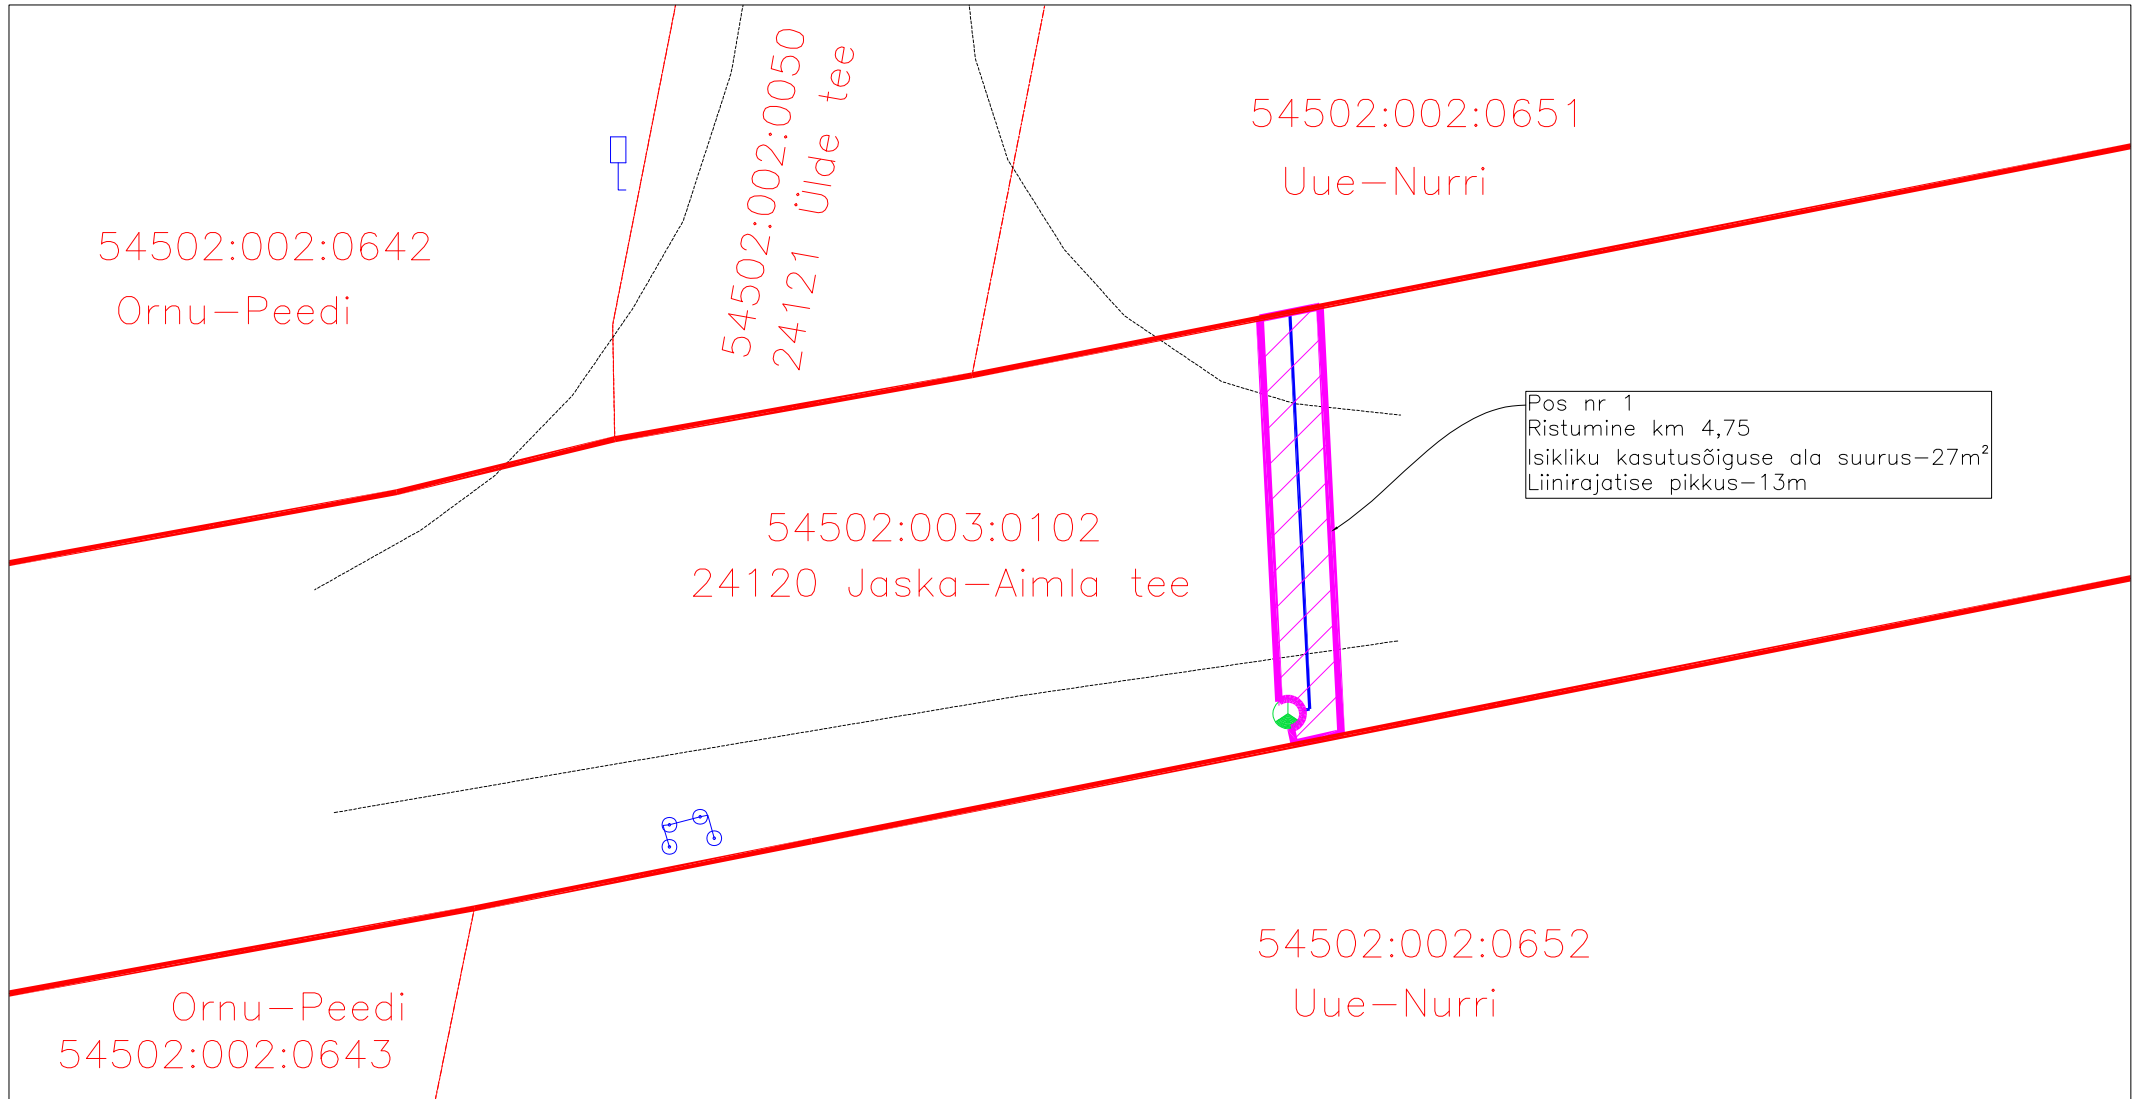 54502:002:0050
24121 Ülde tee
54502:002:0651
Uue-Nurri
54502:002:0642
Ornu-Peedi
Pos nr 1
Ristumine km 4,75
Isikliku kasutusõiguse ala suurus-27m²
Liinirajatise pikkus-13m
54502:003:0102
24120 Jaska-Aimla tee
54502:002:0652
Uue-Nurri
Ornu-Peedi
54502:002:0643